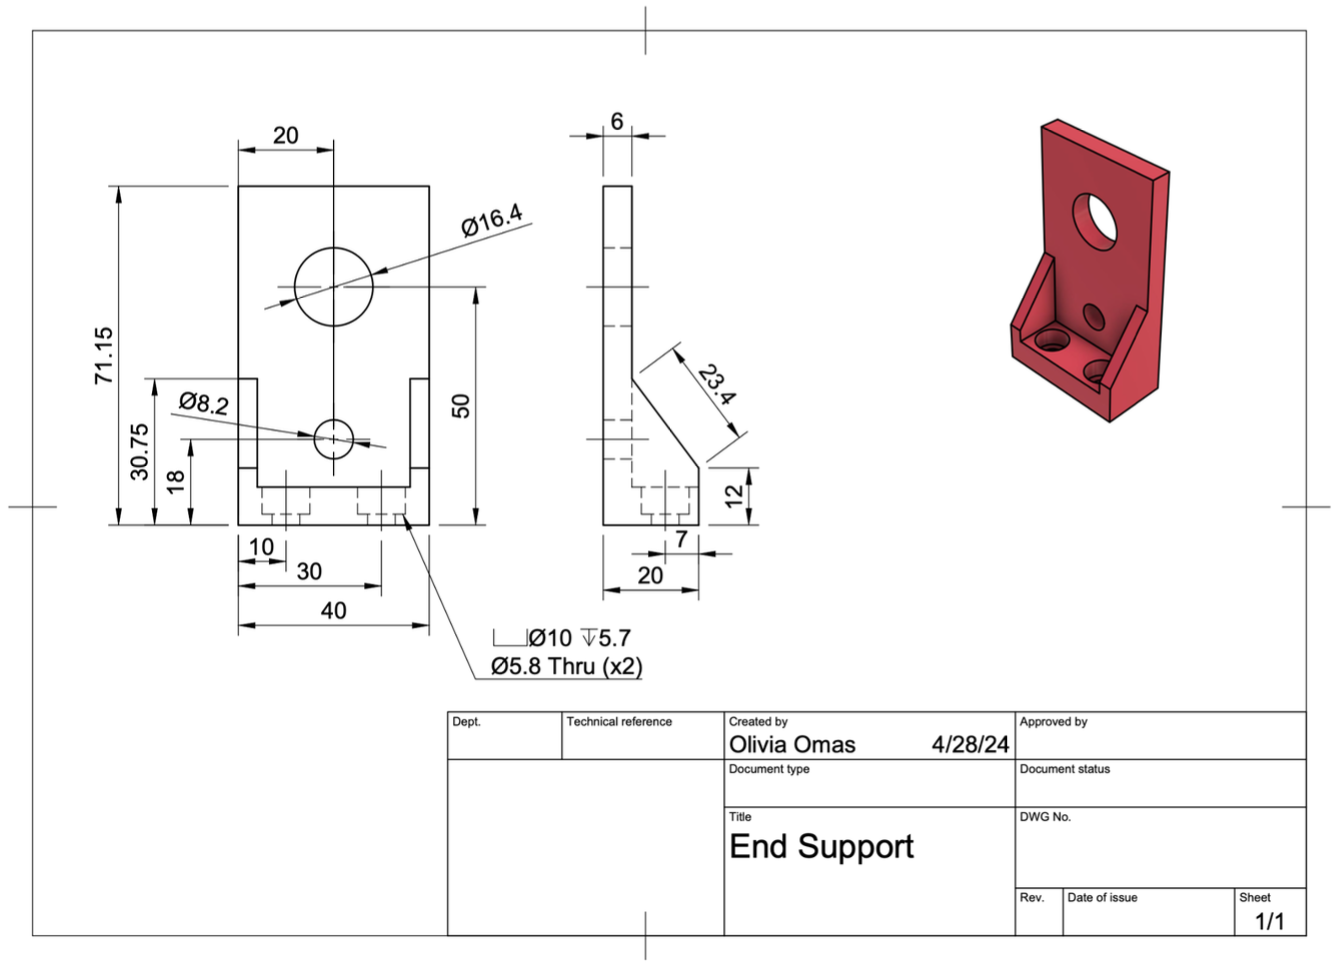 20
6
Ø16.4
71.15
23.4
Ø8.2
50
30.75
18
12
10
7
30
20
40
⌴Ø10 ↧5.7
Ø5.8 Thru (x2)
Dept.
Technical reference
Created by
Approved by
Olivia Omas 4/28/24
Document type
Document status
Title
DWG No.
End Support
Rev.
Date of issue
Sheet
1/1